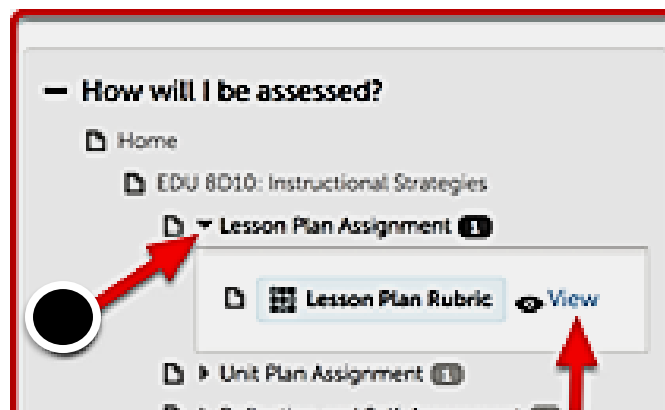 How will I be assessed?
Home
EDU 8D10: Instructional Strategies
Lesson Plan Assignment 1
Lesson Plan Rubric View
Unit Plan Assignment 1